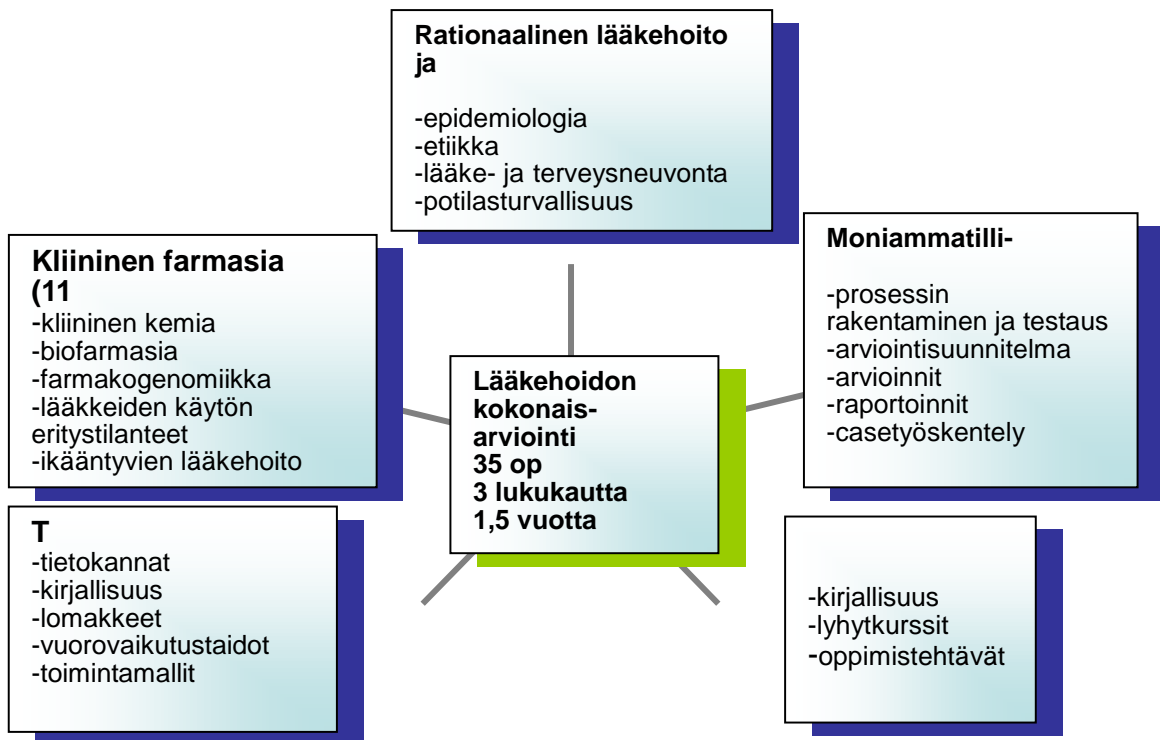 Rationaalinen lääkehoito
ja
-epidemiologia
-etiikka
-lääke- ja terveysneuvonta
-potilasturvallisuus
Kliininen farmasia
(11
-kliininen kemia
-biofarmasia
-farmakogenomiikka
-lääkkeiden käytön
eritystilanteet
-ikääntyvien lääkehoito
Moniammatilli-
-prosessin
rakentaminen ja testaus
-arviointisuunnitelma
-arvioinnit
-raportoinnit
-casetyöskentely
Lääkehoidon
kokonais-
arviointi
35 op
3 lukukautta
1,5 vuotta
T
-tietokannat
-kirjallisuus
-lomakkeet
-vuorovaikutustaidot
-toimintamallit
-kirjallisuus
-lyhytkurssit
-oppimistehtävät